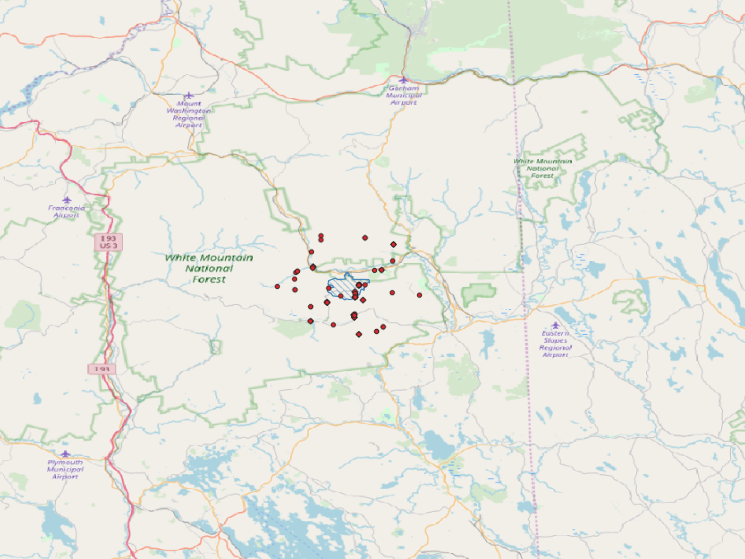 Gorham
Municipal
Airport
Mount
Washington
Regional
Airport
White Mountain
National
Forest
Franconia
Airport
I 93
US 3
White Mountain
National
Forest
Eastern
Slopes
Regional
Airport
I 93
Plymouth
Municipal
Airport